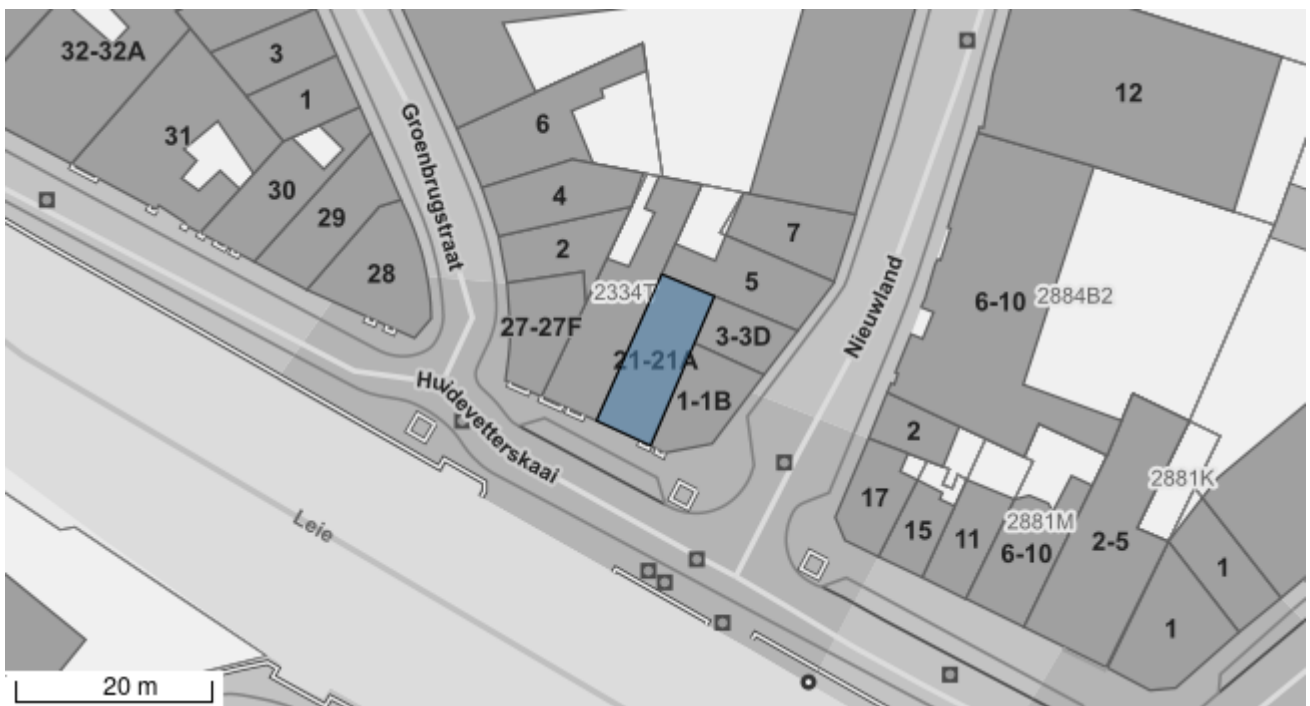 32-32A
3
1
31
30
29
28
Groenbrugstraat
6
4
2
27-27F
2334T
21-21A
7
5
3-3D
1-1B
Nieuwland
12
6-10
2884B2
2
17
15
11
6-10
2881M
2-5
2881K
1
1
Huidevetterskaai
Leie
20 m